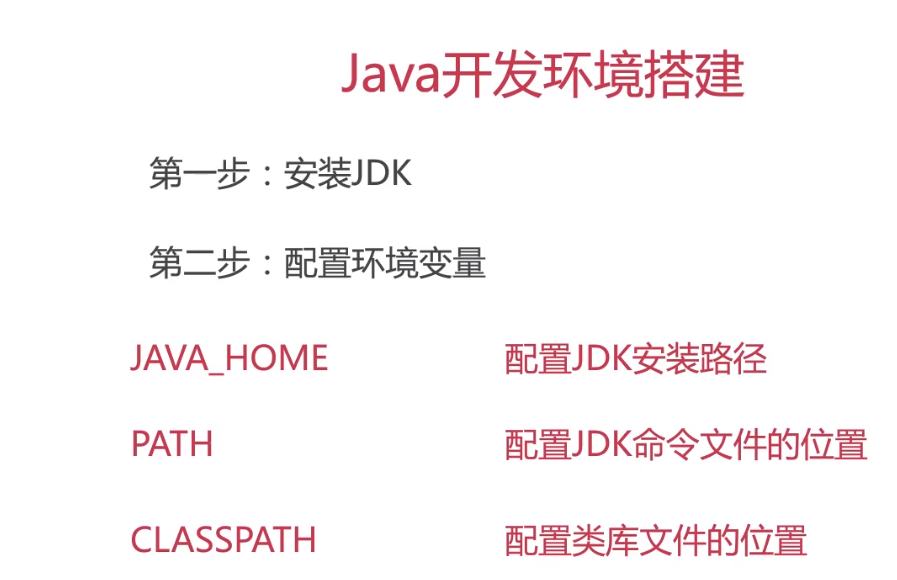 Java开发环境搭建
第一步：安装JDK
第二步：配置环境变量
JAVA_HOME 配置JDK安装路径
PATH 配置JDK命令文件的位置
CLASSPATH 配置类库文件的位置